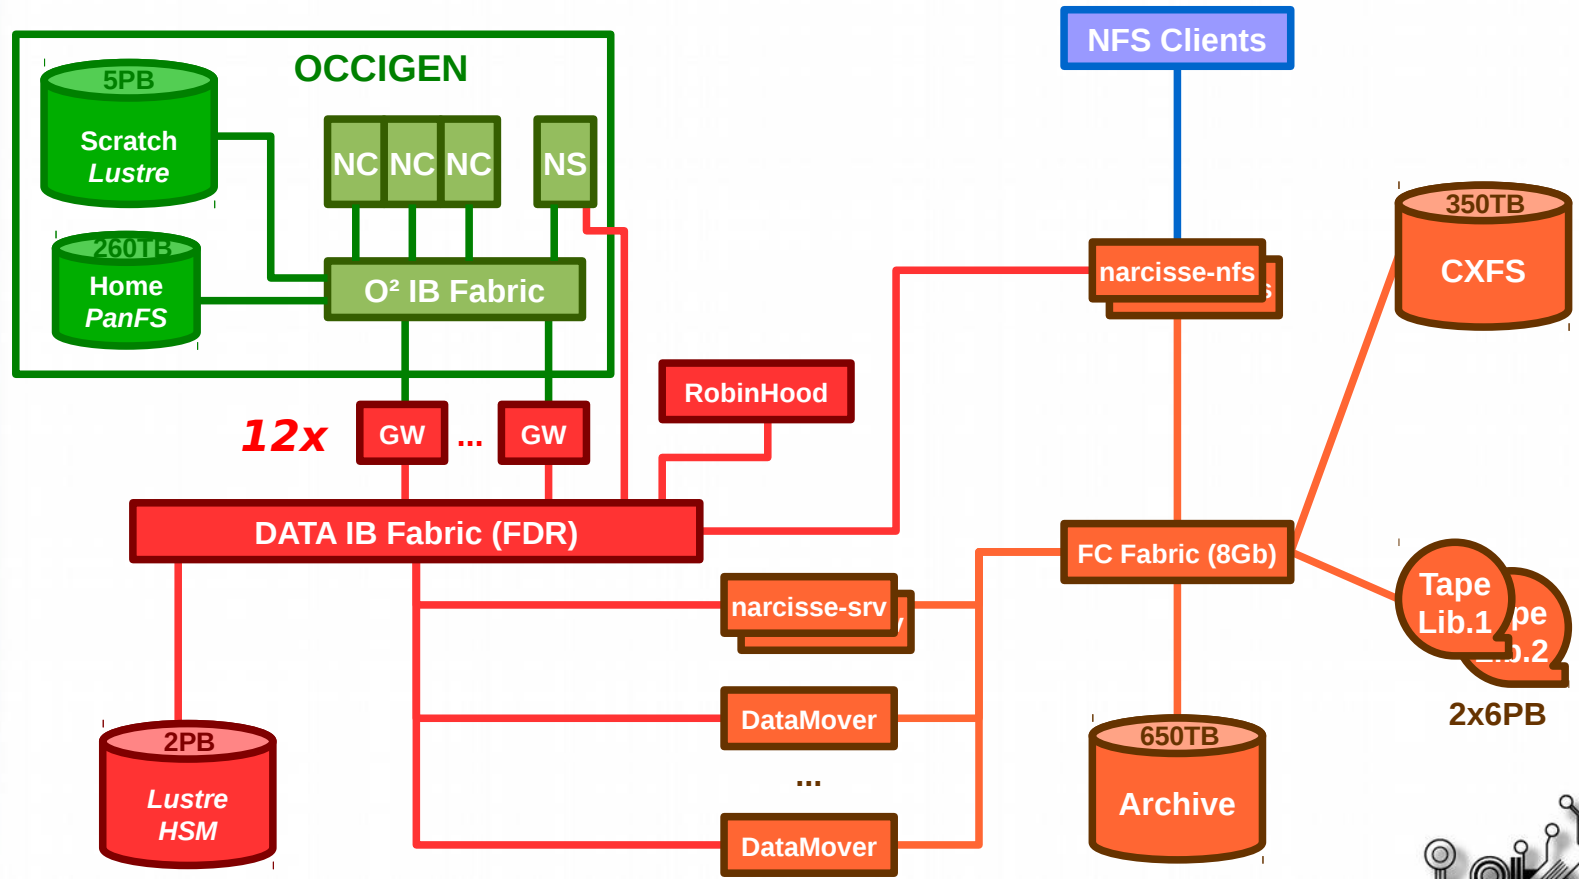 OCCIGEN
5PB
Scratch
Lustre
260TB
Home
PanFS
NC NC NC
NS
O² IB Fabric
12x
GW ... GW
RobinHood
DATA IB Fabric (FDR)
2PB
Lustre
HSM
NFS Clients
narcisse-nfs
s
350TB
CXFS
FC Fabric (8Gb)
narcisse-srv
DataMover
...
DataMover
650TB
Archive
Tape
Lib.1
pe
.2
2x6PB